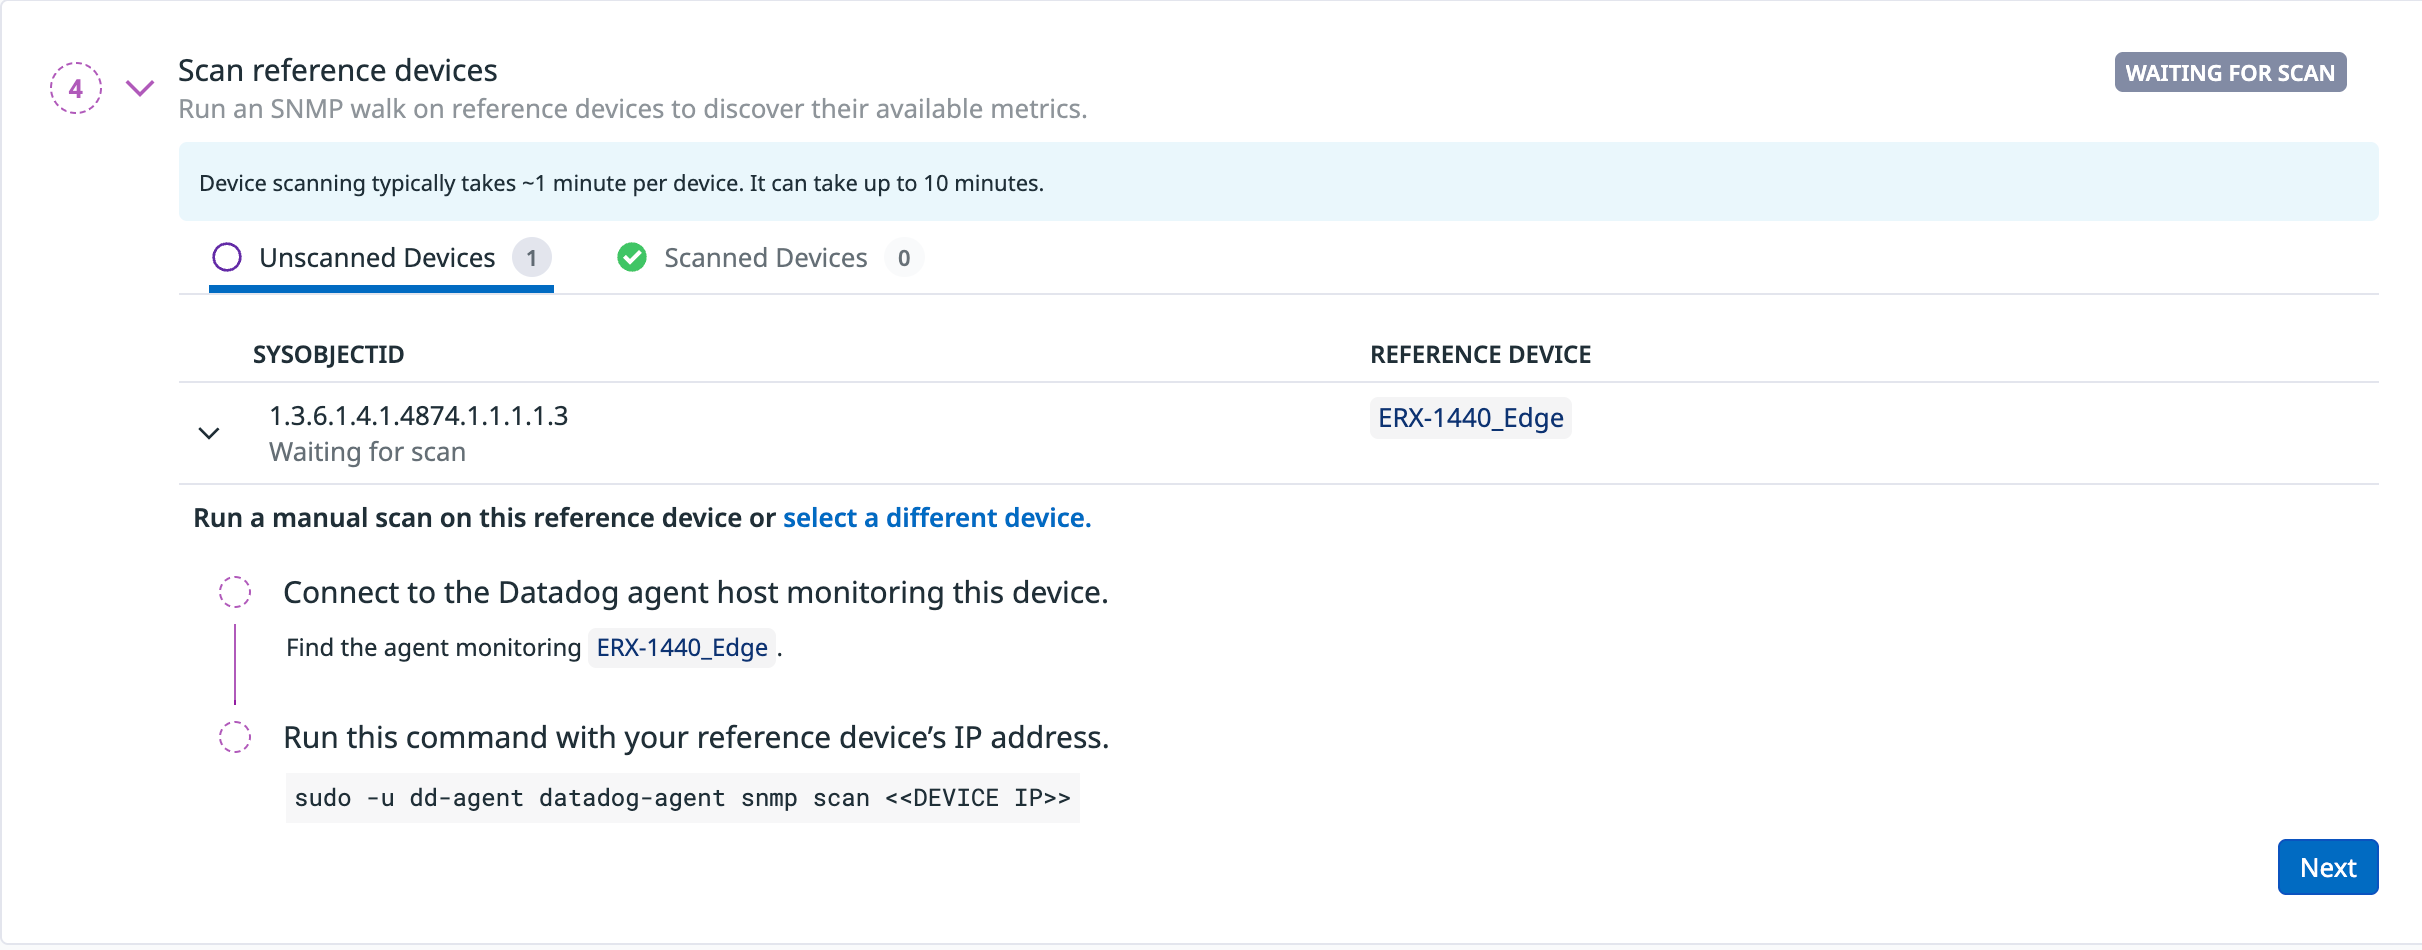 4
Scan reference devices
WAITING FOR SCAN
Run an SNMP walk on reference devices to discover their available metrics.
Device scanning typically takes ~1 minute per device. It can take up to 10 minutes.
Unscanned Devices 1 Scanned Devices 0
SYSOBJECTID REFERENCE DEVICE
1.3.6.1.4.1.4874.1.1.1.1.3 ERX-1440_Edge
Waiting for scan
Run a manual scan on this reference device or select a different device.
Connect to the Datadog agent host monitoring this device.
Find the agent monitoring ERX-1440_Edge.
Run this command with your reference device’s IP address.
sudo -u dd-agent datadog-agent snmp scan <<DEVICE IP>>
Next